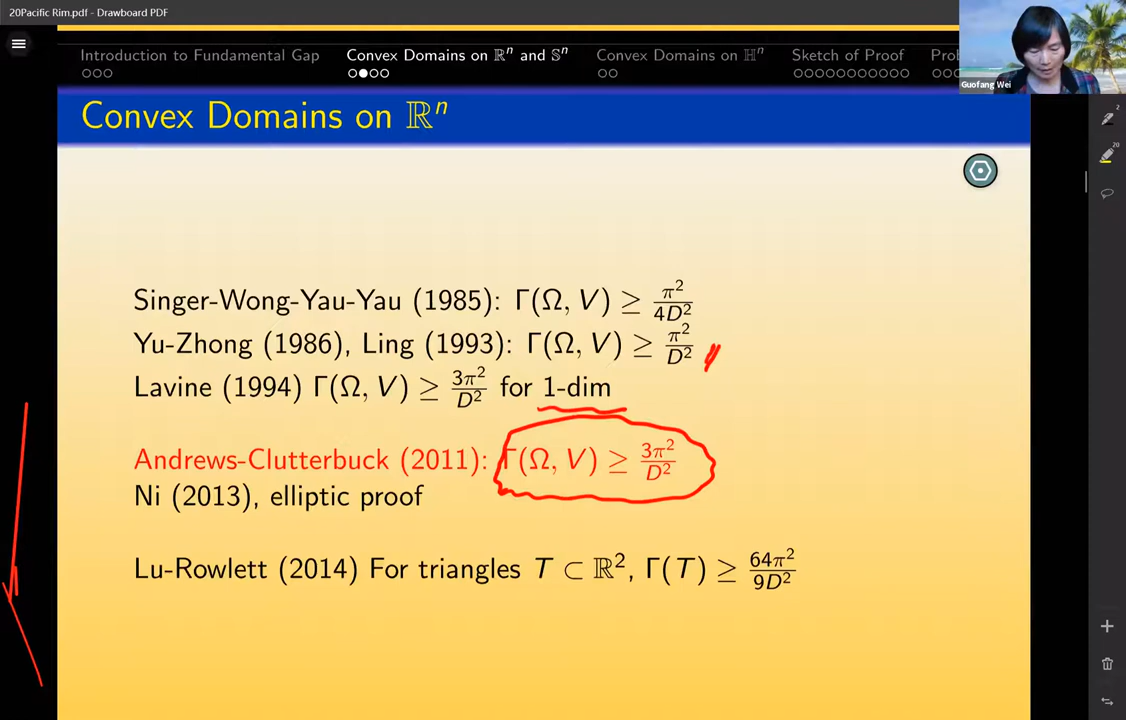 20Pacific Rim.pdf - Drawboard PDF
Introduction to Fundamental Gap
Convex Domains on ℝⁿ and 𝕊ⁿ
Convex Domains on ℍⁿ
Sketch of Proof
Guofang Wei
Convex Domains on ℝⁿ
2
20
Singer-Wong-Yau-Yau (1985): Γ(Ω, V) ≥ π²/4D²
Yu-Zhong (1986), Ling (1993): Γ(Ω, V) ≥ π²/D²
Lavine (1994) Γ(Ω, V) ≥ 3π²/D² for 1-dim
Andrews-Clutterbuck (2011): Γ(Ω, V) ≥ 3π²/D²
Ni (2013), elliptic proof
Lu-Rowlett (2014) For triangles T ⊂ ℝ², Γ(T) ≥ 64π²/9D²